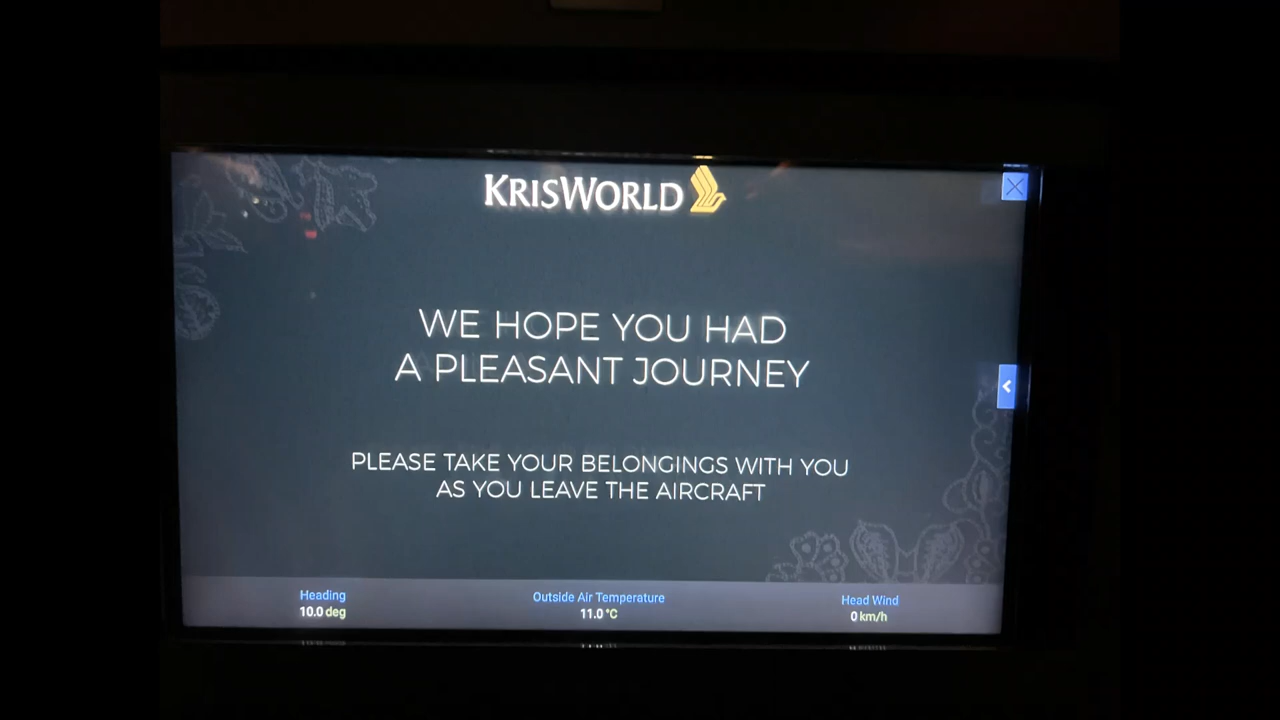 KRISWORLD
WE HOPE YOU HAD
A PLEASANT JOURNEY
PLEASE TAKE YOUR BELONGINGS WITH YOU
AS YOU LEAVE THE AIRCRAFT
Heading Outside Air Temperature Head Wind
10.0 deg 11.0 °C 0 km/h